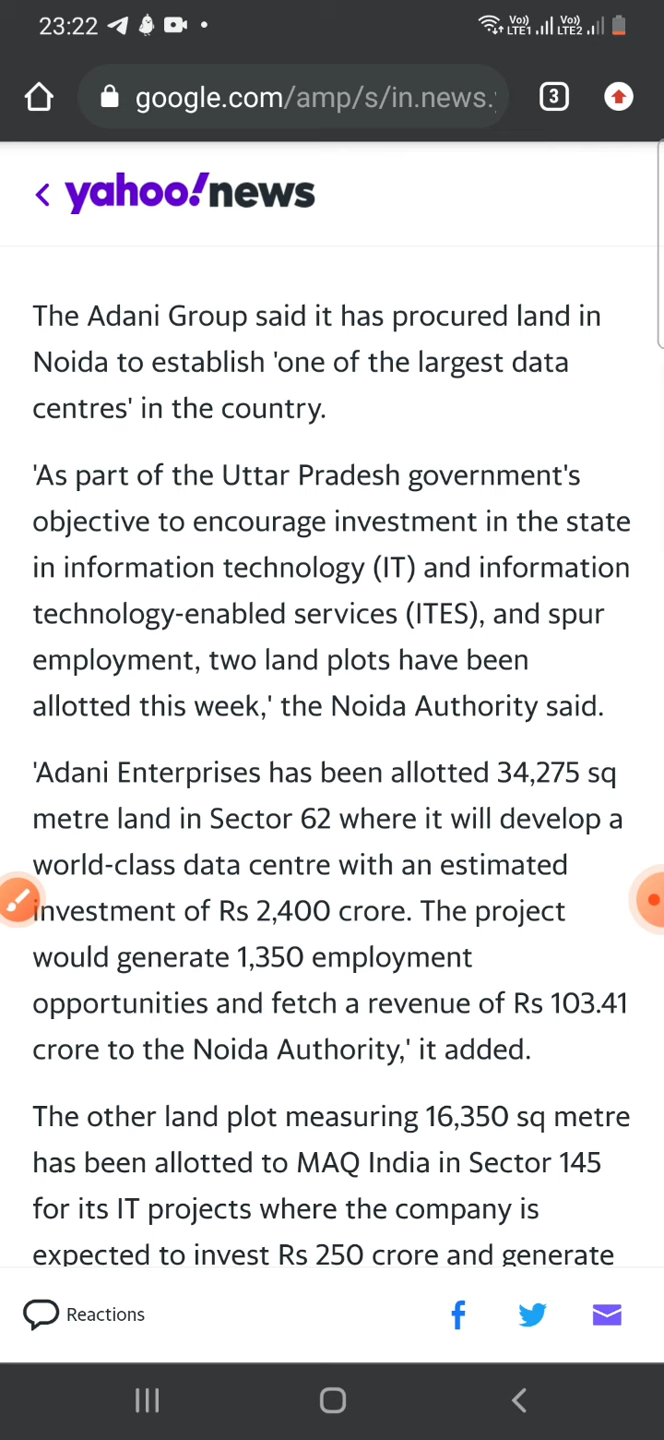 23:22
Vo)) LTE1 Vo)) LTE2
google.com/amp/s/in.news.
3
yahoo!news
The Adani Group said it has procured land in
Noida to establish 'one of the largest data
centres' in the country.
'As part of the Uttar Pradesh government's
objective to encourage investment in the state
in information technology (IT) and information
technology-enabled services (ITES), and spur
employment, two land plots have been
allotted this week,' the Noida Authority said.
'Adani Enterprises has been allotted 34,275 sq
metre land in Sector 62 where it will develop a
world-class data centre with an estimated
investment of Rs 2,400 crore. The project
would generate 1,350 employment
opportunities and fetch a revenue of Rs 103.41
crore to the Noida Authority,' it added.
The other land plot measuring 16,350 sq metre
has been allotted to MAQ India in Sector 145
for its IT projects where the company is
expected to invest Rs 250 crore and generate
Reactions